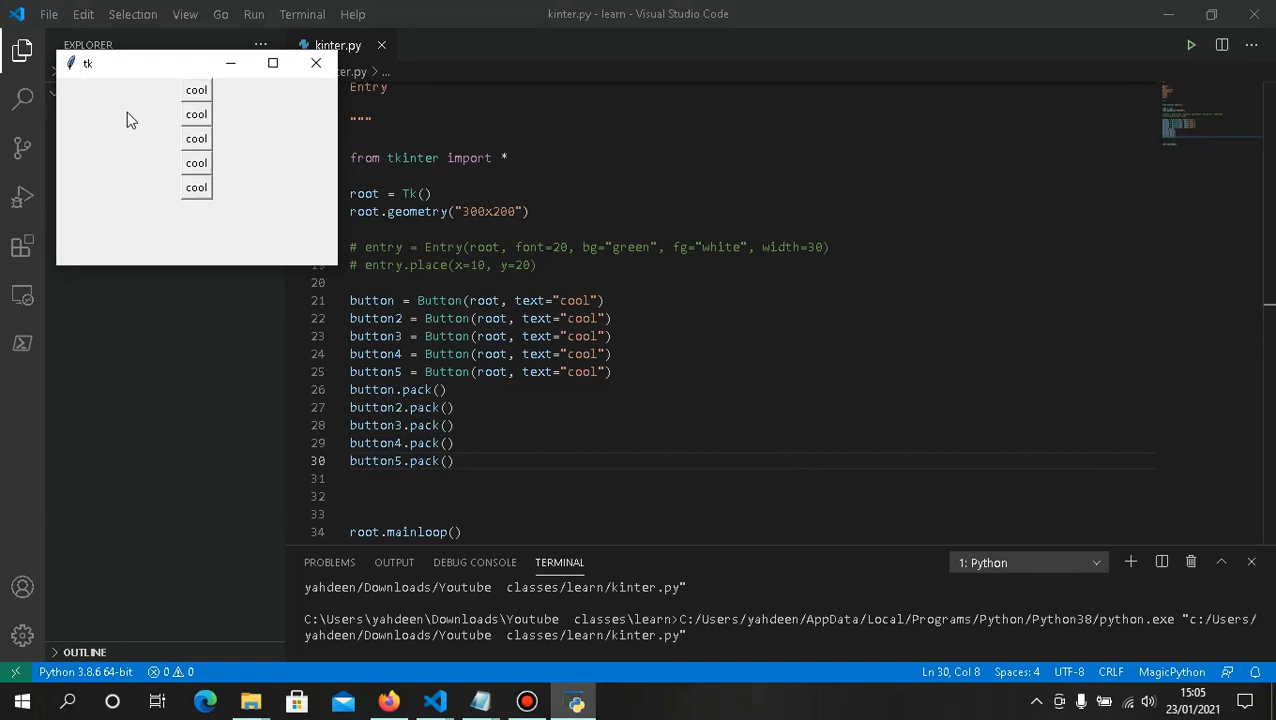 File Edit Selection View Go Run Terminal Help kinter.py - learn - Visual Studio Code
EXPLORER kinter.py
tk
.py > ...
cool
cool
cool
cool
cool
Entry
"""
from tkinter import *
root = Tk()
root.geometry("300x200")
# entry = Entry(root, font=20, bg="green", fg="white", width=30)
19 # entry.place(x=10, y=20)
20
21 button = Button(root, text="cool")
22 button2 = Button(root, text="cool")
23 button3 = Button(root, text="cool")
24 button4 = Button(root, text="cool")
25 button5 = Button(root, text="cool")
26 button.pack()
27 button2.pack()
28 button3.pack()
29 button4.pack()
30 button5.pack()
31
32
33
34 root.mainloop()
PROBLEMS OUTPUT DEBUG CONSOLE TERMINAL 1: Python
yahdeen/Downloads/Youtube classes/learn/kinter.py"
C:\Users\yahdeen\Downloads\Youtube classes\learn>C:/Users/yahdeen/AppData/Local/Programs/Python/Python38/python.exe "c:/Users/
yahdeen/Downloads/Youtube classes/learn/kinter.py"
OUTLINE
Python 3.8.6 64-bit 0 0 Ln 30, Col 8 Spaces: 4 UTF-8 CRLF MagicPython
15:05
23/01/2021